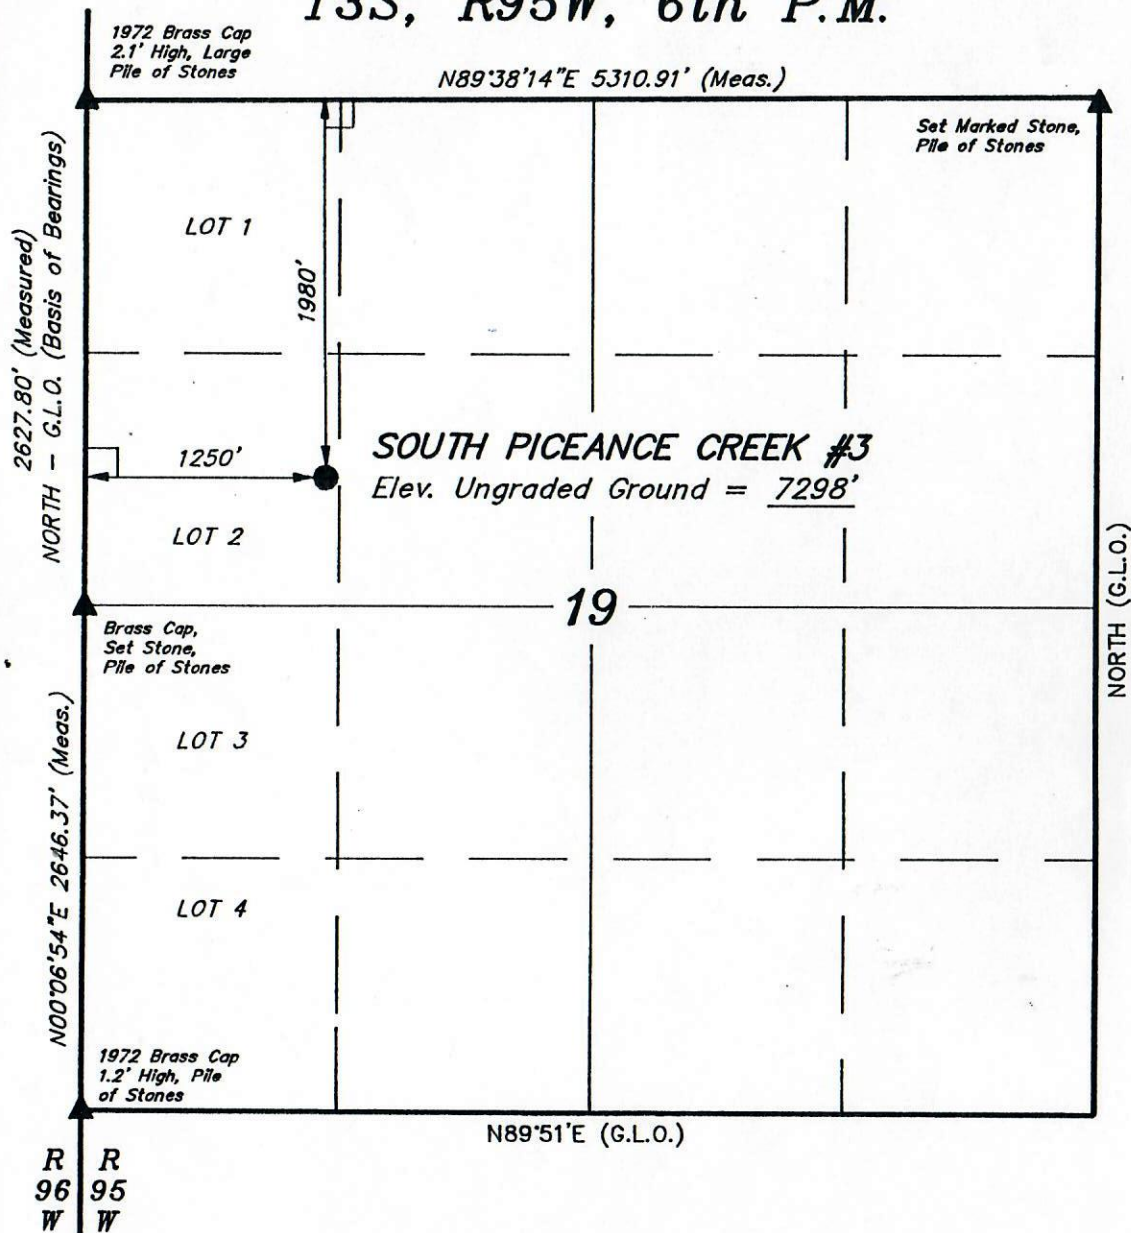 T3S, R95W, 6th P.M.
1972 Brass Cap
2.1' High, Large
Pile of Stones
N89°38'14"E 5310.91' (Meas.)
Set Marked Stone,
Pile of Stones
2627.80' (Measured)
NORTH - G.L.O. (Basis of Bearings)
LOT 1
1980'
1250'
SOUTH PICEANCE CREEK #3
Elev. Ungraded Ground = 7298'
LOT 2
19
NORTH (G.L.O.)
Brass Cap,
Set Stone,
Pile of Stones
LOT 3
N00°06'54"E 2646.37' (Meas.)
LOT 4
1972 Brass Cap
1.2' High, Pile
of Stones
N89°51'E (G.L.O.)
R R
96 95
W W